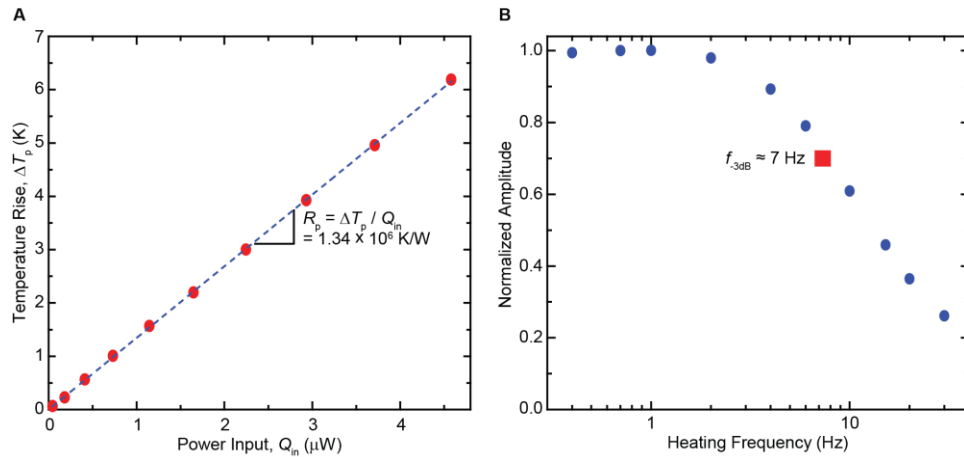 A
Temperature Rise, ΔTₚ (K)
7
6
5
4
3
2
1
0
Rₚ = ΔTₚ / Qᵢₙ
= 1.34 x 10⁶ K/W
0 1 2 3 4
Power Input, Qᵢₙ (μW)
B
Normalized Amplitude
1.0
0.8
0.6
0.4
0.2
0.0
f₋₃dB ≈ 7 Hz
1 10
Heating Frequency (Hz)